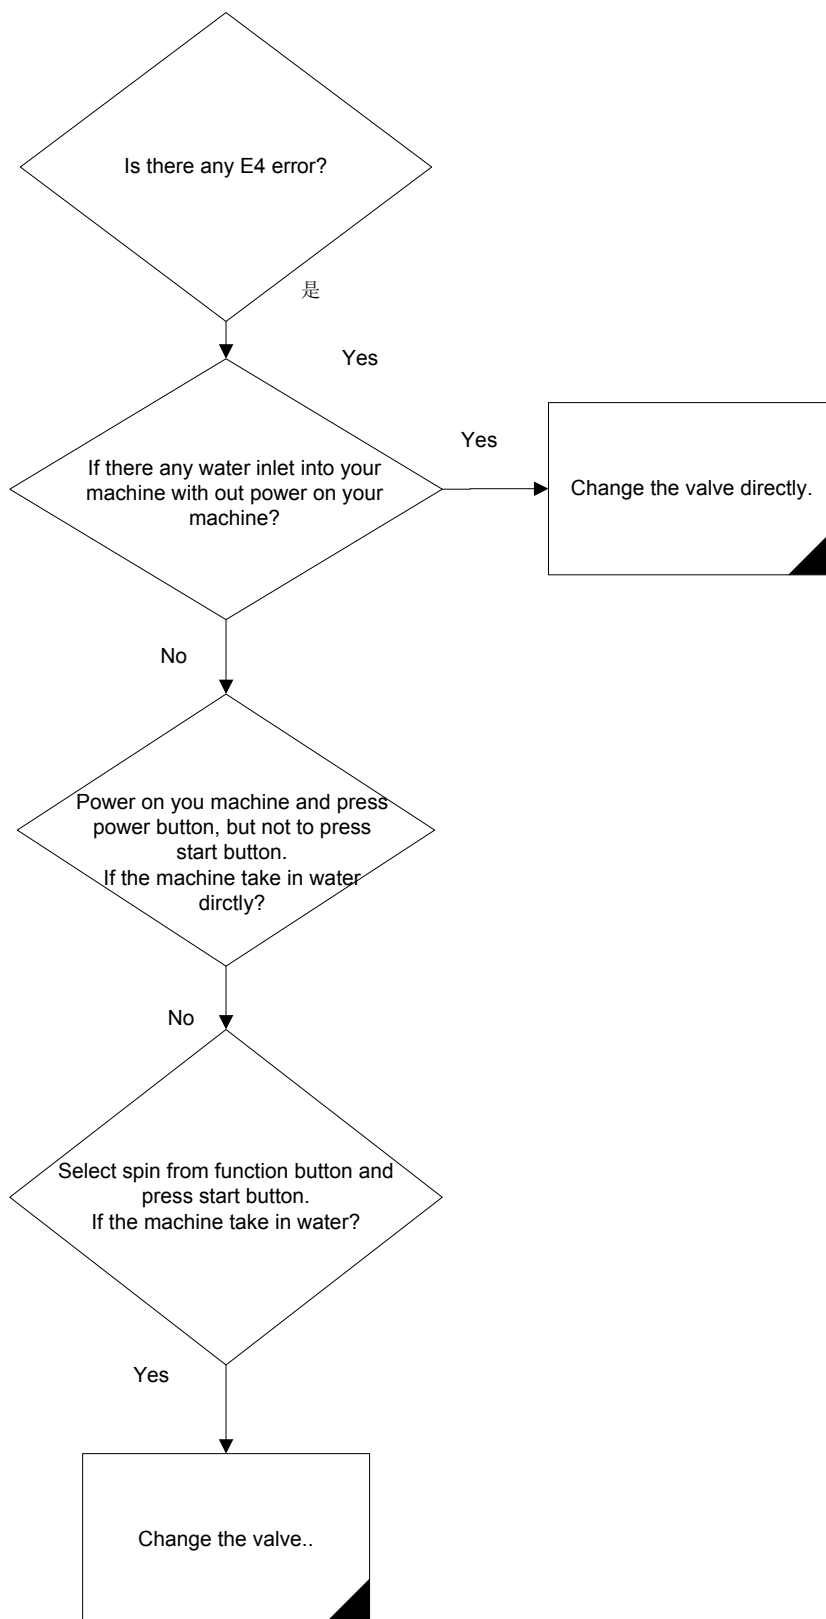 Is there any E4 error?
是
Yes
If there any water inlet into your
machine with out power on your
machine?
Yes
Change the valve directly.
No
Power on you machine and press
power button, but not to press
start button.
If the machine take in water
dirctly?
No
Select spin from function button and
press start button.
If the machine take in water?
Yes
Change the valve..